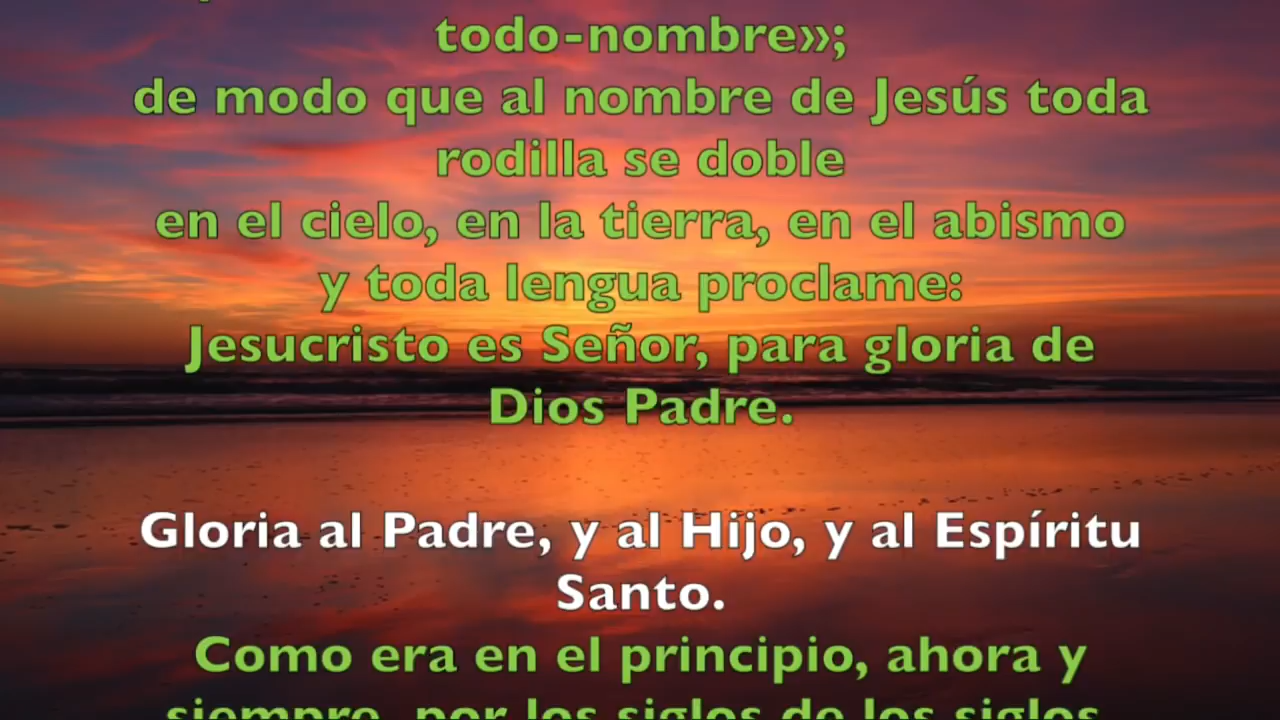 todo-nombre»;
de modo que al nombre de Jesús toda
rodilla se doble
en el cielo, en la tierra, en el abismo
y toda lengua proclame:
Jesucristo es Señor, para gloria de
Dios Padre.
Gloria al Padre, y al Hijo, y al Espíritu
Santo.
Como era en el principio, ahora y
siempre, por los siglos de los siglos